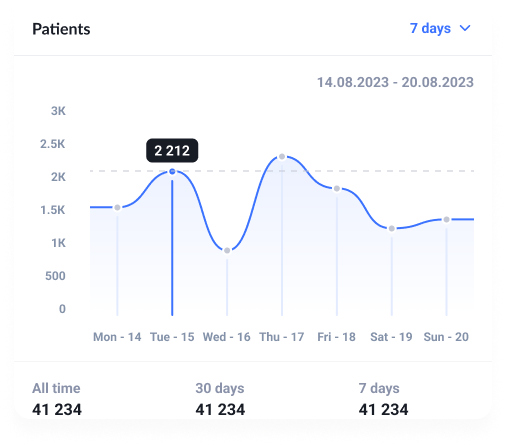 Patients
7 days
14.08.2023 - 20.08.2023
3K
2.5K
2 212
2K
1.5K
1K
500
0
Mon - 14 Tue - 15 Wed - 16 Thu - 17 Fri - 18 Sat - 19 Sun - 20
All time 30 days 7 days
41 234 41 234 41 234